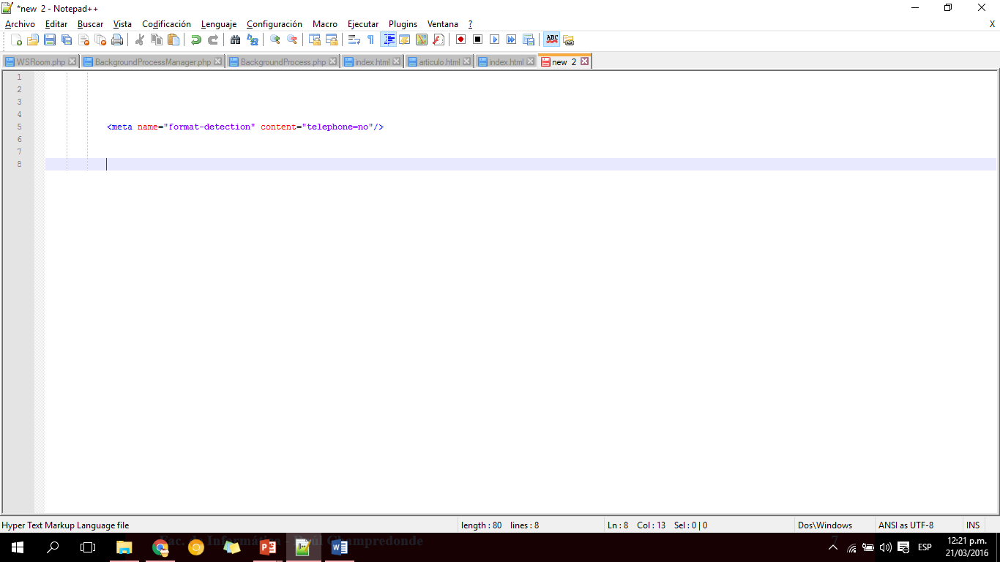 *new  2 - Notepad++
Archivo Editar Buscar Vista Codificación Lenguaje Configuración Macro Ejecutar Plugins Ventana ? X
WSRoom.php BackgroundProcessManager.php BackgroundProcess.php index.html articulo.html index.html new  2
1
2
3
4
5 <meta name="format-detection" content="telephone=no"/>
6
7
8
Hyper Text Markup Language file length : 80 lines : 8 Ln : 8 Col : 13 Sel : 0 | 0 Dos\Windows ANSI as UTF-8 INS
Fac. de Informática - Raúl Champredonde 7
ESP 12:21 p.m.
21/03/2016